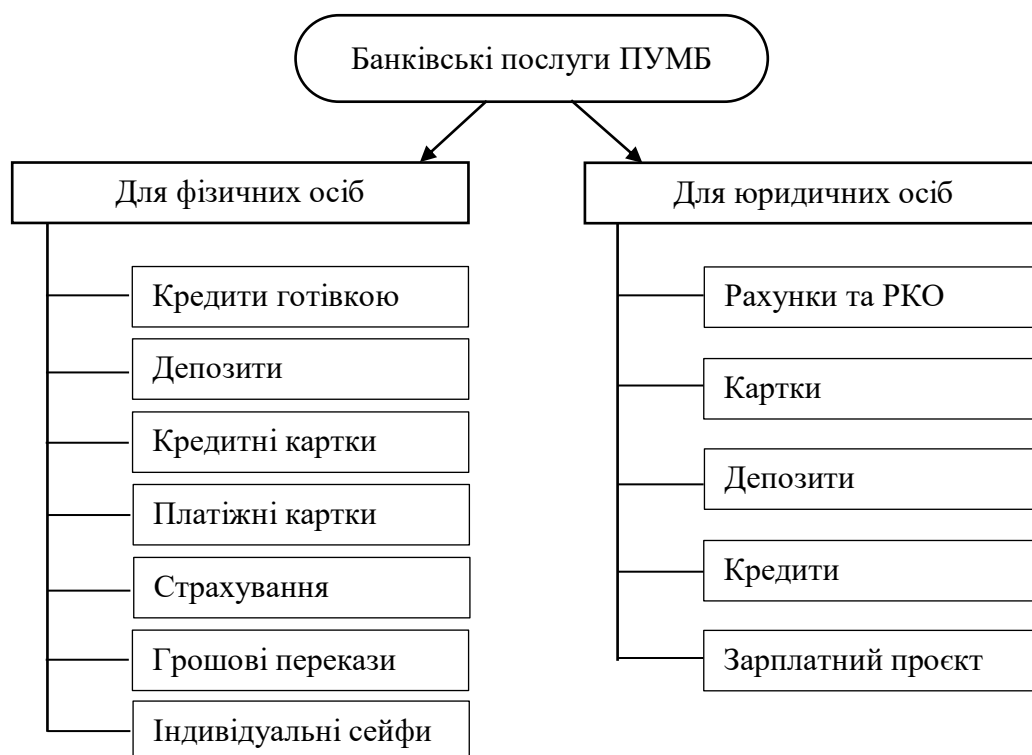 Банківські послуги ПУМБ
Для фізичних осіб
Кредити готівкою
Депозити
Кредитні картки
Платіжні картки
Страхування
Грошові перекази
Індивідуальні сейфи
Для юридичних осіб
Рахунки та РКО
Картки
Депозити
Кредити
Зарплатний проєкт